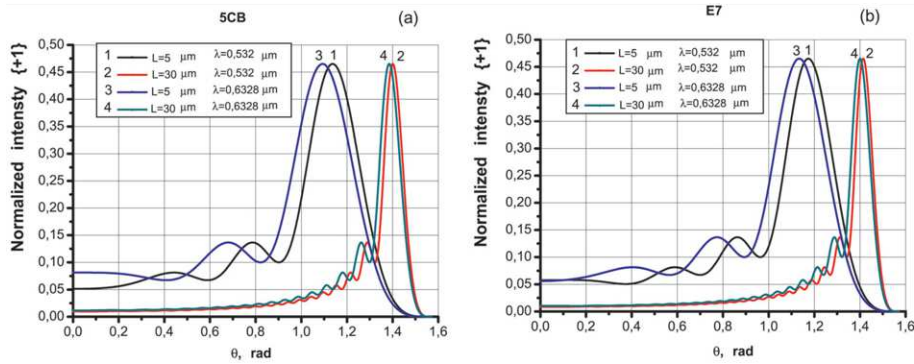 5CB
(a)
Normalized intensty {+1}
0,50
0,45
0,40
0,35
0,30
0,25
0,20
0,15
0,10
0,05
0,00
1 L=5 μm λ=0,532 μm
2 L=30 μm λ=0,532 μm
3 L=5 μm λ=0,6328 μm
4 L=30 μm λ=0,6328 μm
3 1 4 2
0,0 0,2 0,4 0,6 0,8 1,0 1,2 1,4 1,6
θ, rad
E7
(b)
Normalized intensty {+1}
0,50
0,45
0,40
0,35
0,30
0,25
0,20
0,15
0,10
0,05
0,00
1 L=5 μm λ=0,532 μm
2 L=30 μm λ=0,532 μm
3 L=5 μm λ=0,6328 μm
4 L=30 μm λ=0,6328 μm
3 1 4 2
0,0 0,2 0,4 0,6 0,8 1,0 1,2 1,4 1,6
θ, rad